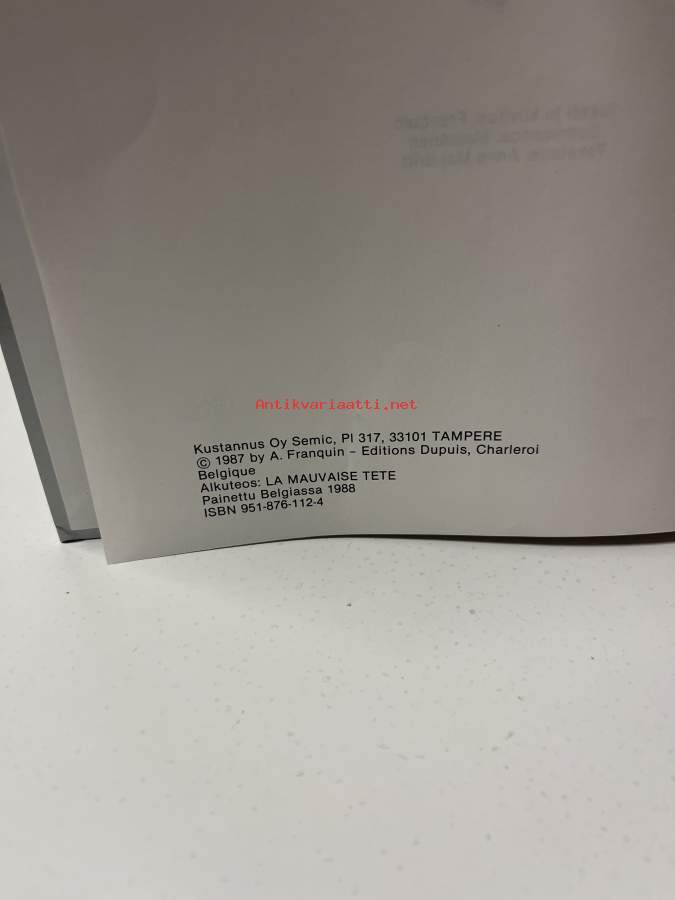 Antikvariaatti.net
Kustannus Oy Semic, Pl 317, 33101 TAMPERE
© 1987 by A. Franquin – Editions Dupuis, Charleroi
Belgique
Alkuteos: LA MAUVAISE TETE
Painettu Belgiassa 1988
ISBN 951-876-112-4